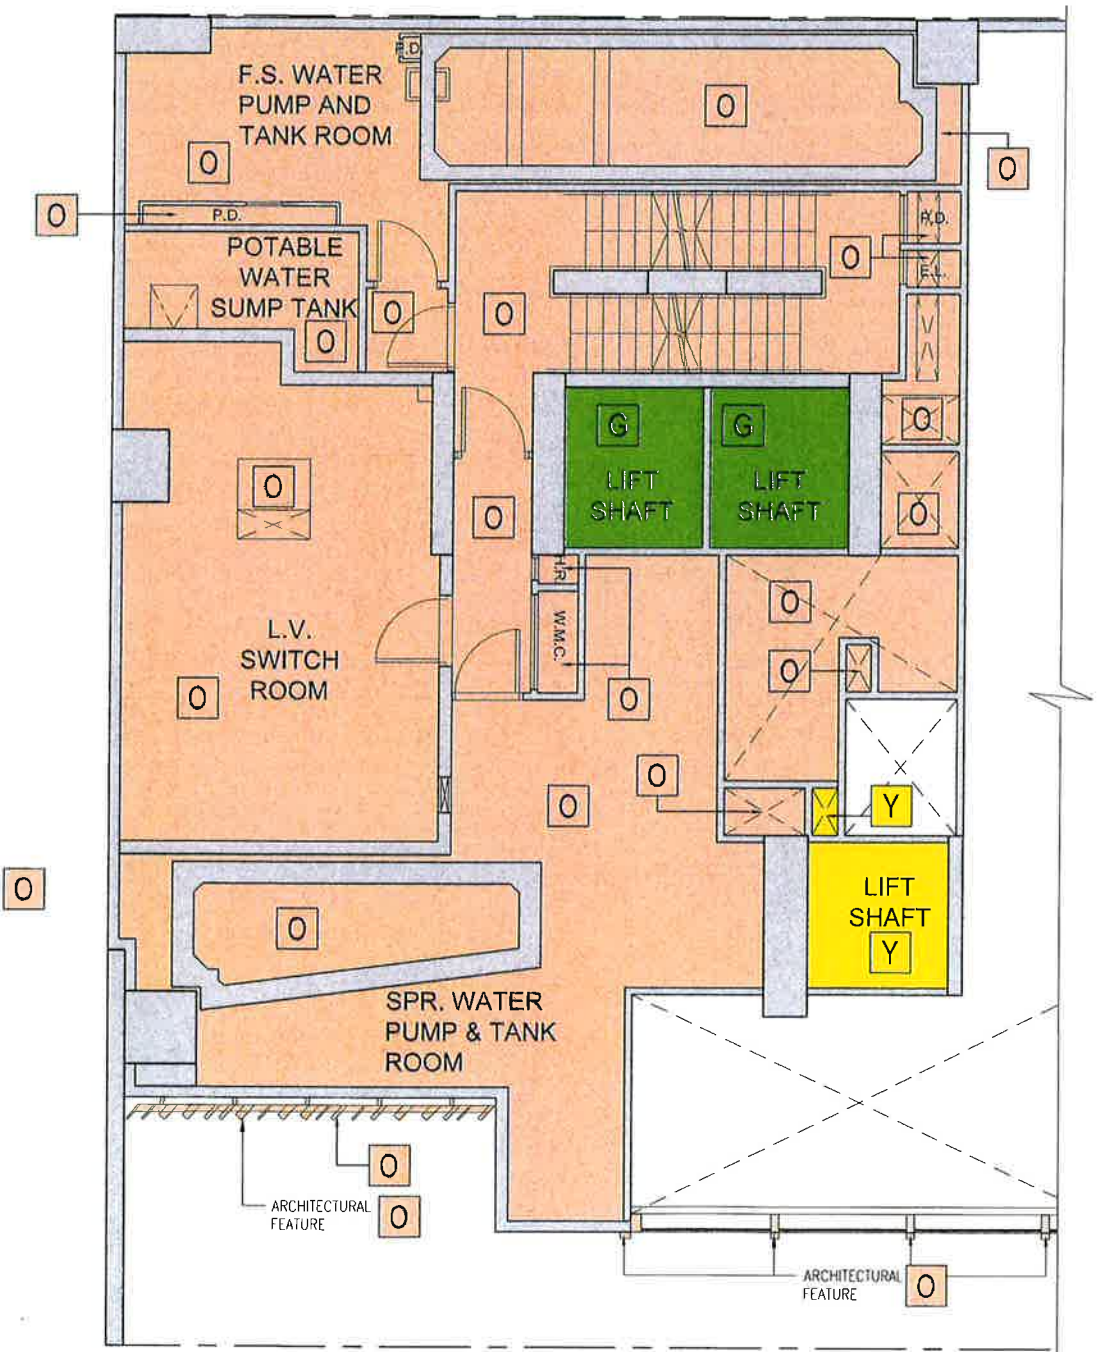 P.D.
F.S. WATER
PUMP AND
TANK ROOM
O
O
O
O
P.D.
POTABLE
WATER
SUMP TANK
O
O
O
O
E.L.
O
G
LIFT
SHAFT
G
LIFT
SHAFT
O
O
O
O
H.R.
W.M.C.
O
O
L.V.
SWITCH
ROOM
O
O
O
O
Y
O
LIFT
SHAFT
Y
O
O
SPR. WATER
PUMP & TANK
ROOM
O
ARCHITECTURAL
FEATURE
O
ARCHITECTURAL
FEATURE
O